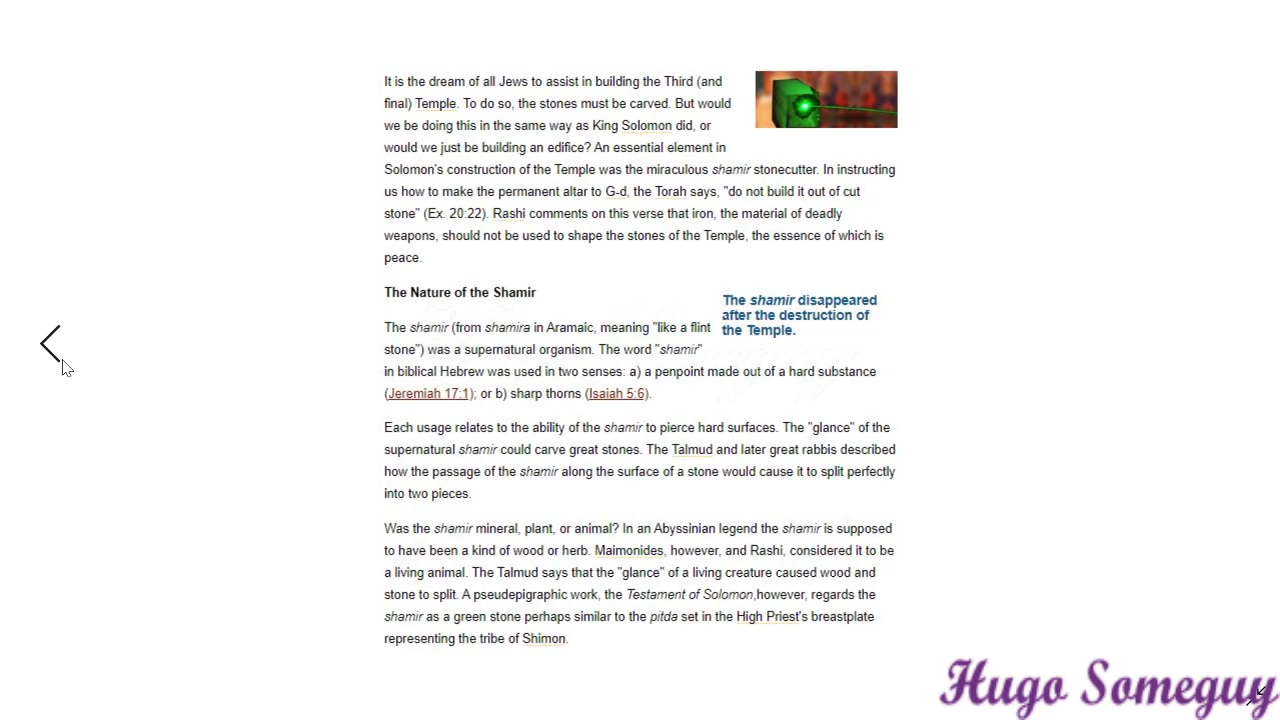 It is the dream of all Jews to assist in building the Third (and
final) Temple. To do so, the stones must be carved. But would
we be doing this in the same way as King Solomon did, or
would we just be building an edifice? An essential element in
Solomon's construction of the Temple was the miraculous shamir stonecutter. In instructing
us how to make the permanent altar to G-d, the Torah says, "do not build it out of cut
stone" (Ex. 20:22). Rashi comments on this verse that iron, the material of deadly
weapons, should not be used to shape the stones of the Temple, the essence of which is
peace.
The Nature of the Shamir
The shamir disappeared
after the destruction of
the Temple.
The shamir (from shamira in Aramaic, meaning "like a flint
stone") was a supernatural organism. The word "shamir"
in biblical Hebrew was used in two senses: a) a penpoint made out of a hard substance
(Jeremiah 17:1); or b) sharp thorns (Isaiah 5:6).
Each usage relates to the ability of the shamir to pierce hard surfaces. The "glance" of the
supernatural shamir could carve great stones. The Talmud and later great rabbis described
how the passage of the shamir along the surface of a stone would cause it to split perfectly
into two pieces.
Was the shamir mineral, plant, or animal? In an Abyssinian legend the shamir is supposed
to have been a kind of wood or herb. Maimonides, however, and Rashi, considered it to be
a living animal. The Talmud says that the "glance" of a living creature caused wood and
stone to split. A pseudepigraphic work, the Testament of Solomon,however, regards the
shamir as a green stone perhaps similar to the pitda set in the High Priest's breastplate
representing the tribe of Shimon.
Hugo Someguy